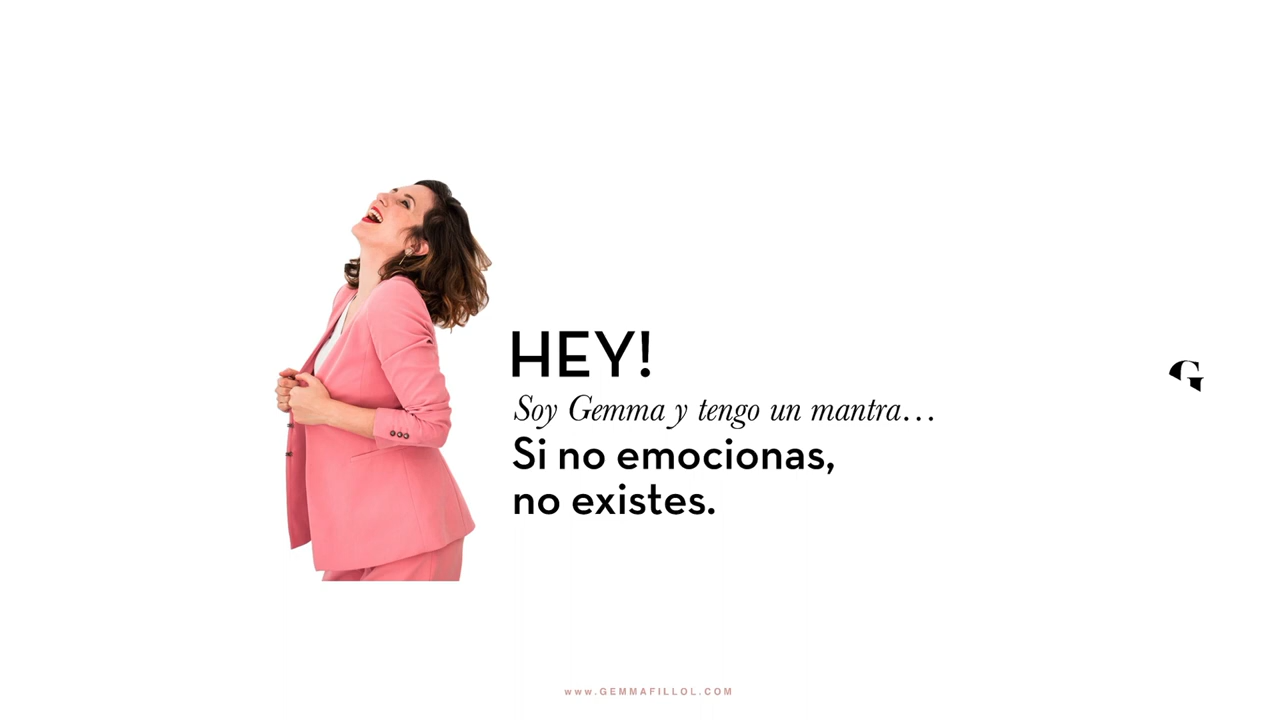 HEY!
Soy Gemma y tengo un mantra...
Si no emocionas,
no existes.
G
www.GEMMAFILLOL.COM